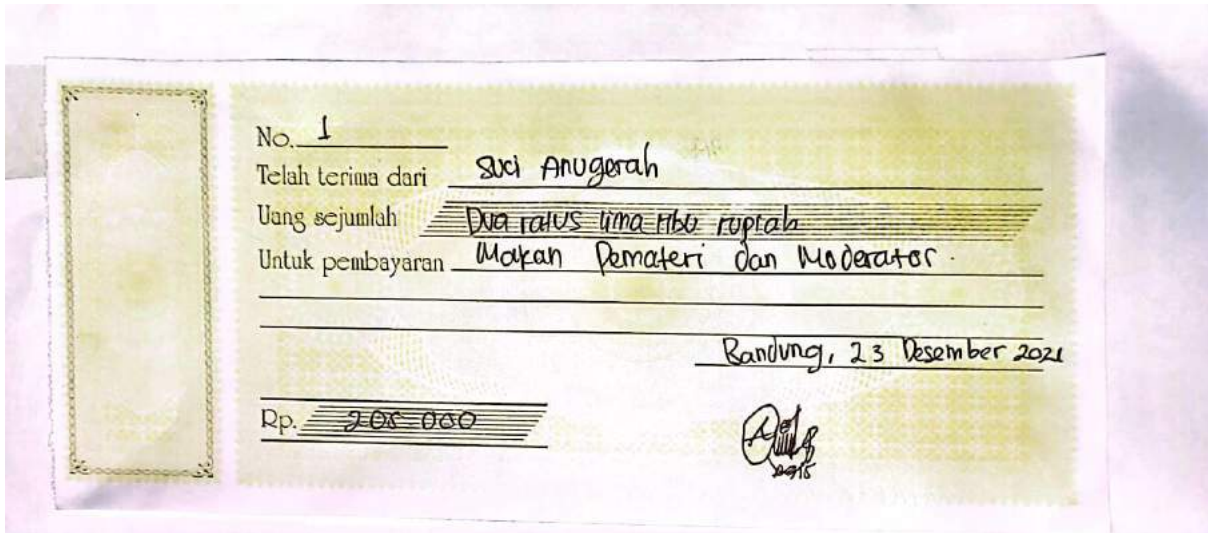 No. 1
Telah terima dari Suci Anugerah
Uang sejumlah Dua ratus lima ribu rupiah
Untuk pembayaran Makan Pemateri dan Moderator.
Bandung, 23 Desember 2021
Rp. 205.000